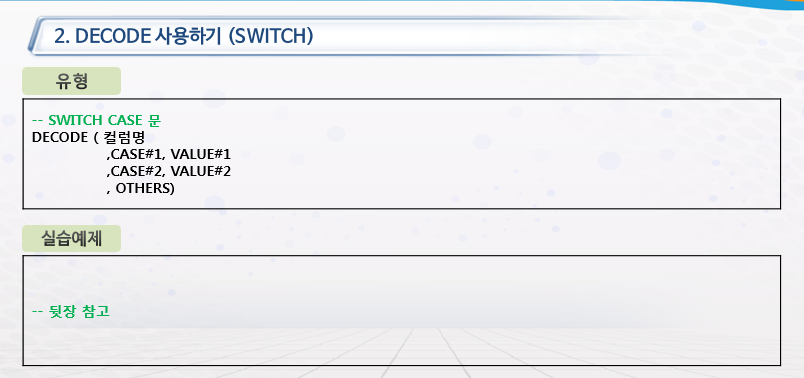 2. DECODE 사용하기 (SWITCH)
유형
-- SWITCH CASE 문
DECODE ( 컬럼명
,CASE#1, VALUE#1
,CASE#2, VALUE#2
, OTHERS)
실습예제
-- 뒷장 참고